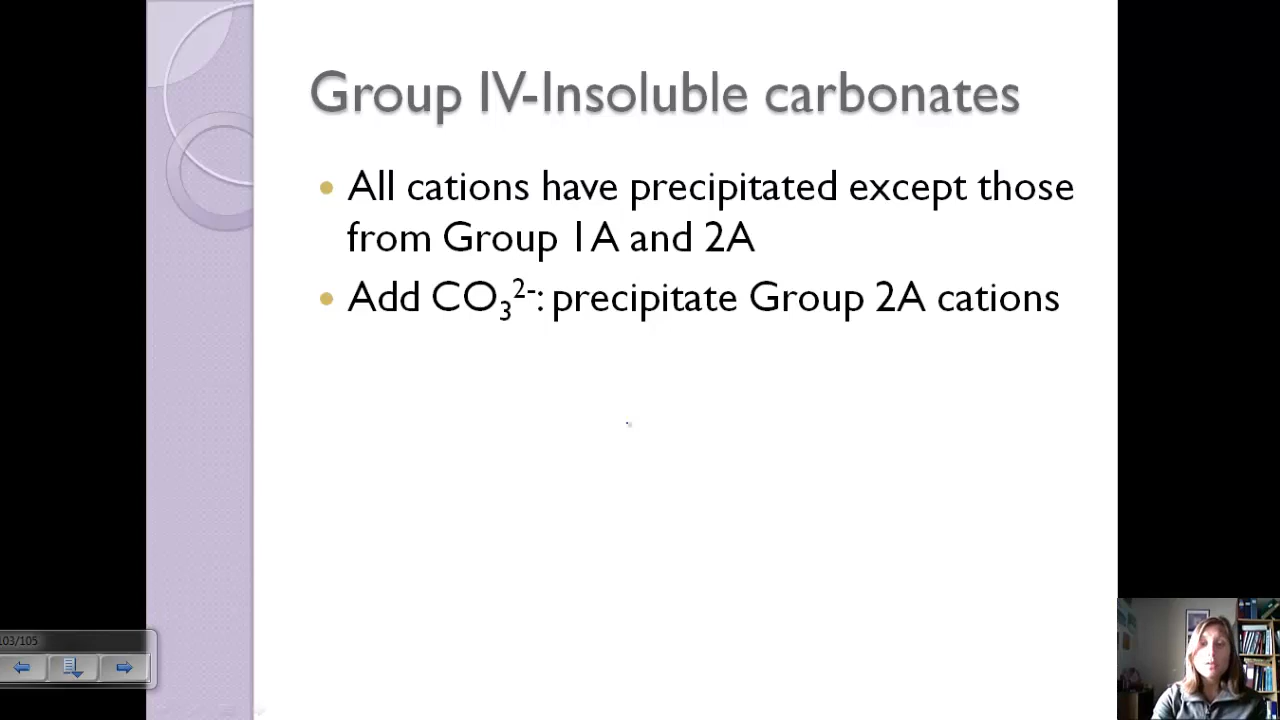 Group IV-Insoluble carbonates
• All cations have precipitated except those
from Group 1A and 2A
• Add CO₃²⁻: precipitate Group 2A cations
103/105